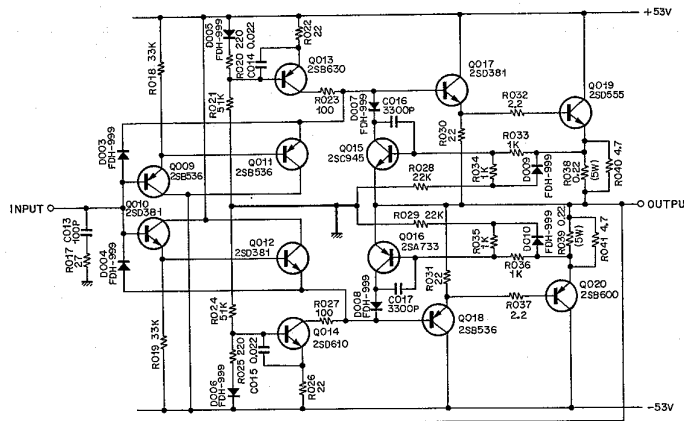 +53V
D005
FDH-999
R022
22
R018 33K
R020 220
C014 0.022
Q013
2SB630
Q017
2SD381
R021
51K
R023
100
D007
FDH-999
C016
3300P
R032
2.2
Q019
2SD555
D003
FDH-999
Q011
2SB536
Q015
2SC945
R030
2.2
R033
1K
R034
1K
D009
FDH-999
R038
0.22
(5W)
R040
4.7
Q009
2SB536
R028
22K
INPUT
Q010
2SD381
OUTPUT
C013
100P
R017
27
D004
FDH-999
Q012
2SD381
R029 22K
Q016
2SA733
R035
1K
D010
FDH-999
R036
1K
R039 0.22
(5W)
R041
4.7
R031
2.2
R024
51K
R027
100
D008
FDH-999
C017
3300P
R037
2.2
Q020
2SB600
R019 33K
Q014
2SD610
Q018
2SB536
R025 220
C015 0.022
D006
FDH-999
R026
22
-53V